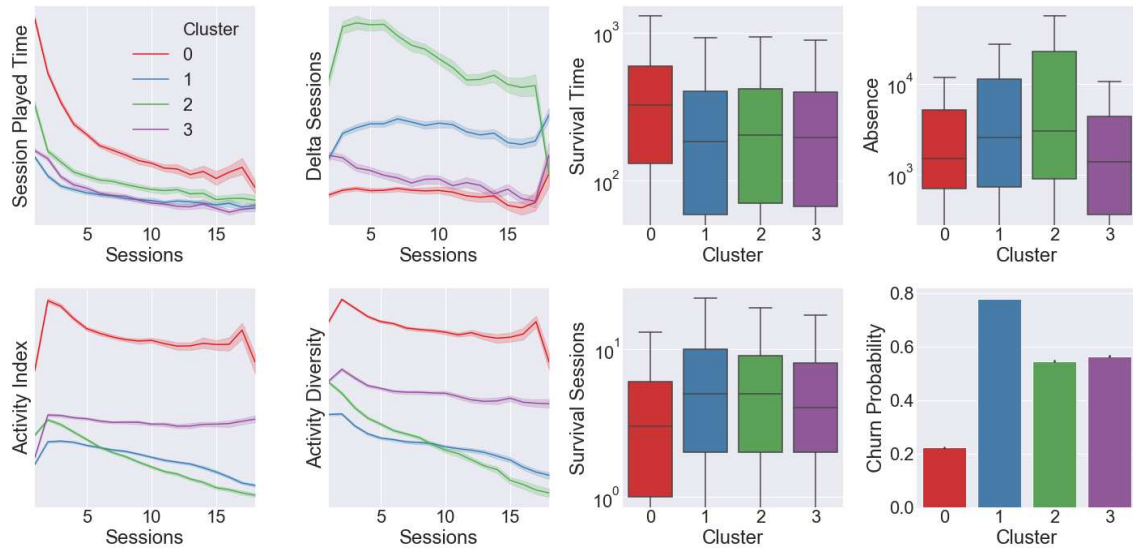 Session Played Time
Cluster
0
1
2
3
5 10 15
Sessions
Delta Sessions
5 10 15
Sessions
Survival Time
10³
10²
0 1 2 3
Cluster
Absence
10⁴
10³
0 1 2 3
Cluster
Activity Index
5 10 15
Sessions
Activity Diversity
5 10 15
Sessions
Survival Sessions
10¹
10⁰
0 1 2 3
Cluster
Churn Probability
0.8
0.6
0.4
0.2
0.0
0 1 2 3
Cluster